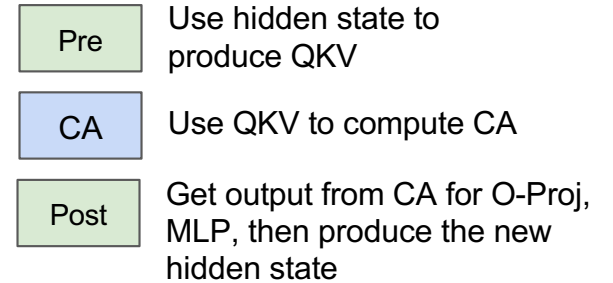 Pre
Use hidden state to
produce QKV
CA
Use QKV to compute CA
Post
Get output from CA for O-Proj,
MLP, then produce the new
hidden state